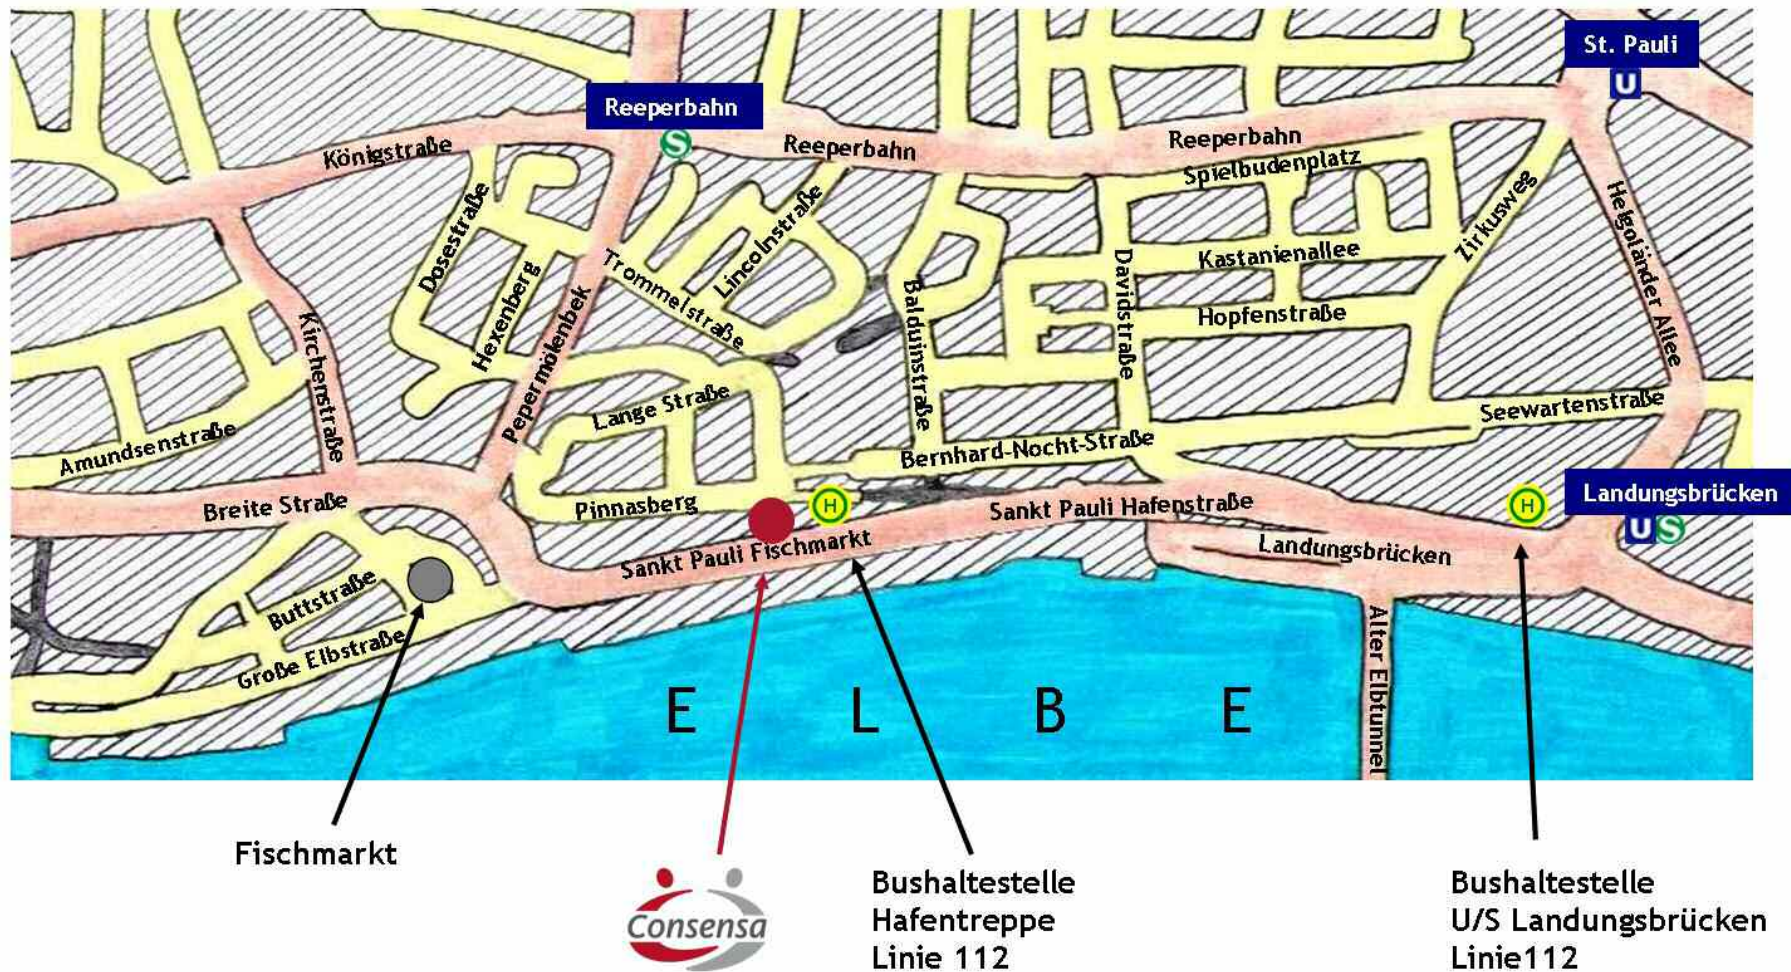 St. Pauli
U
Reeperbahn
S
Königstraße
Reeperbahn
Reeperbahn
Spielbudenplatz
Dosestraße
Hexenberg
Trommelstraße
Lincolnstraße
Zirkusweg
Helgoländer Allee
Kastanienallee
Davidstraße
Balduinstraße
Hopfenstraße
Kirchenstraße
Pepermölenbek
Lange Straße
Seewartenstraße
Amundsenstraße
Bernhard-Nocht-Straße
Breite Straße
Pinnasberg
H
Sankt Pauli Hafenstraße
H
Landungsbrücken
U S
Sankt Pauli Fischmarkt
Landungsbrücken
Buttstraße
Große Elbstraße
Alter Elbtunnel
E L B E
Fischmarkt
Consensa
Bushaltestelle
Hafentreppe
Linie 112
Bushaltestelle
U/S Landungsbrücken
Linie112